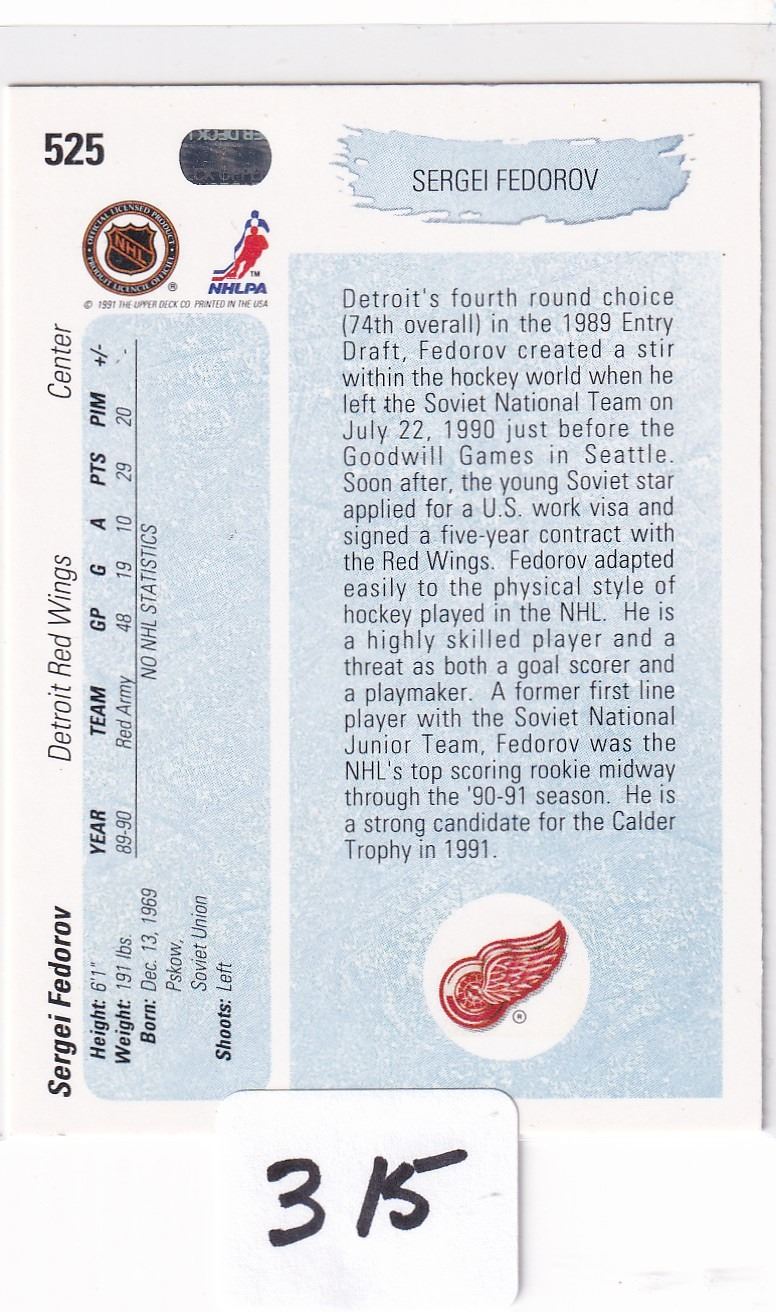 525
SERGEI FEDOROV
OFFICIAL LICENSED PRODUCT
NHL
PRODUIT LICENCIÉ OFFICIEL
®
TM
NHLPA
© 1991 THE UPPER DECK CO. PRINTED IN THE USA
Sergei Fedorov Detroit Red Wings Center
Height: 6'1"
Weight: 191 lbs.
Born: Dec. 13, 1969
Pskow,
Soviet Union
Shoots: Left
YEAR TEAM GP G A PTS PIM +/-
89-90 Red Army 48 19 10 29 20 -
NO NHL STATISTICS
Detroit's fourth round choice
(74th overall) in the 1989 Entry
Draft, Fedorov created a stir
within the hockey world when he
left the Soviet National Team on
July 22, 1990 just before the
Goodwill Games in Seattle.
Soon after, the young Soviet star
applied for a U.S. work visa and
signed a five-year contract with
the Red Wings. Fedorov adapted
easily to the physical style of
hockey played in the NHL. He is
a highly skilled player and a
threat as both a goal scorer and
a playmaker. A former first line
player with the Soviet National
Junior Team, Fedorov was the
NHL's top scoring rookie midway
through the '90-91 season. He is
a strong candidate for the Calder
Trophy in 1991.
®
315